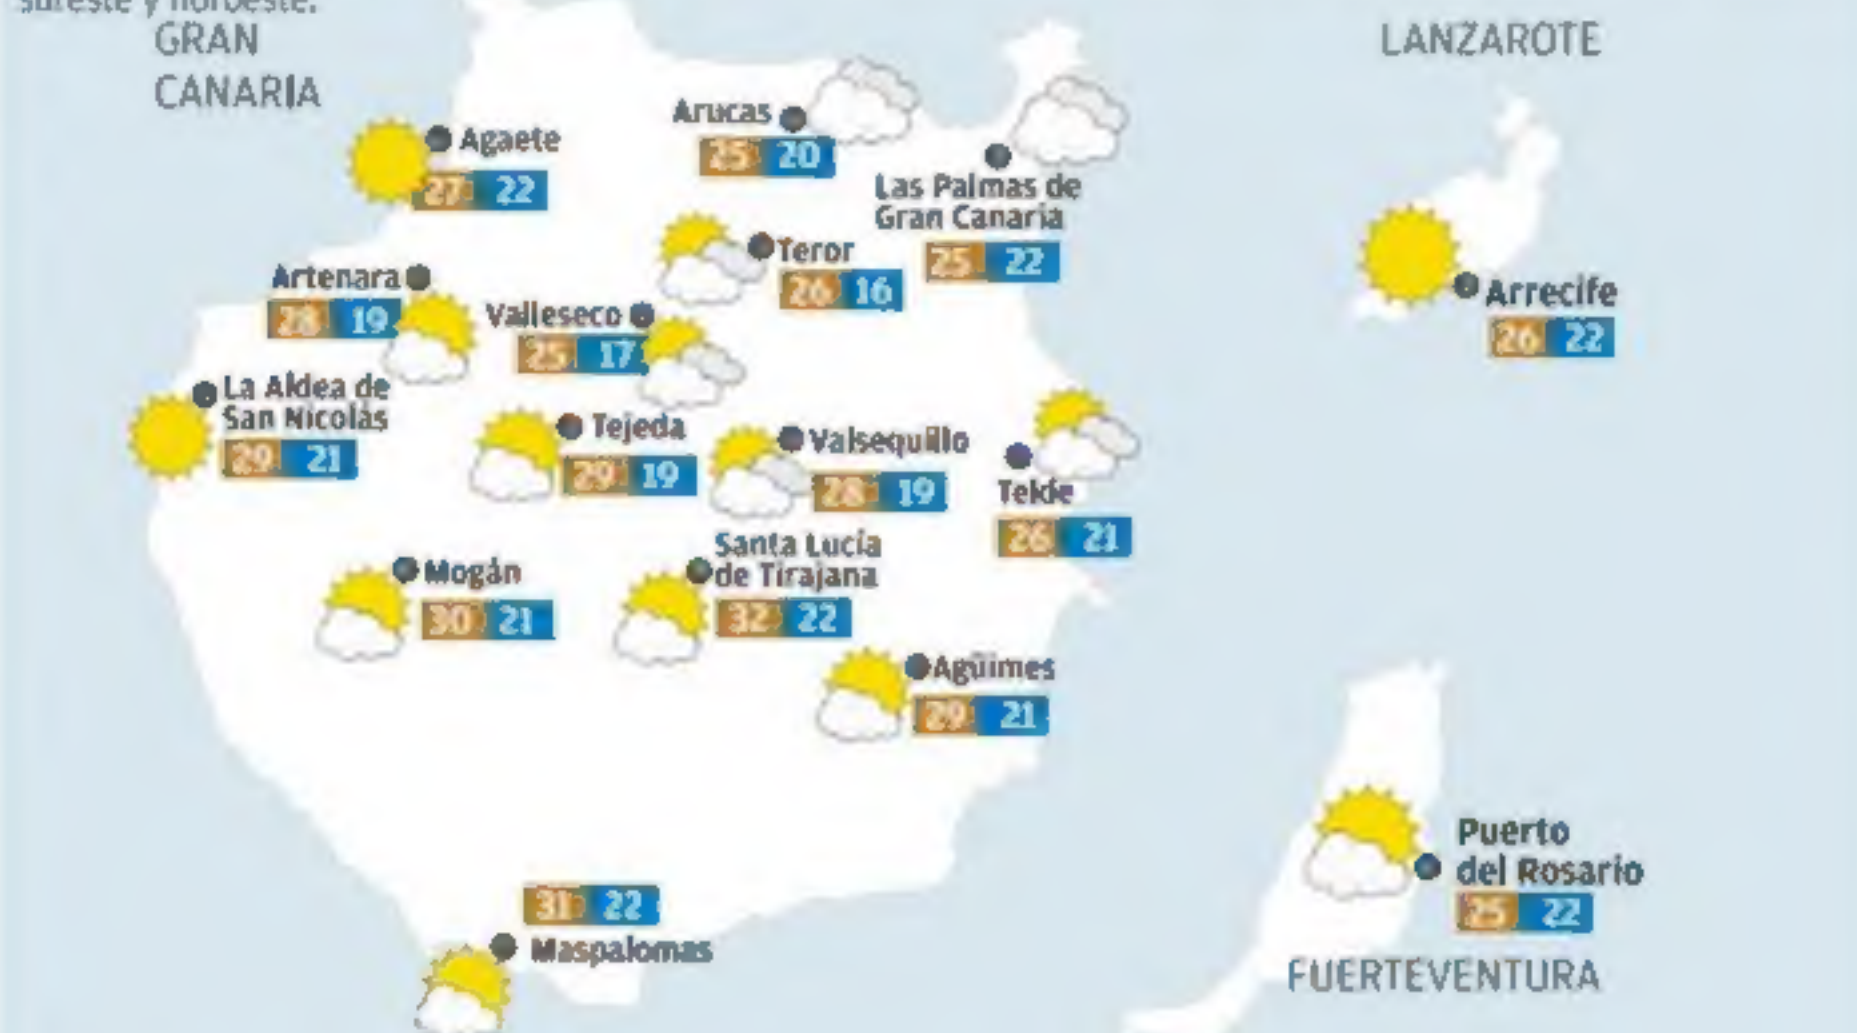 sureste y noroeste.
GRAN
CANARIA
LANZAROTE
Arucas
25 20
Agaete
27 22
Las Palmas de
Gran Canaria
25 22
Teror
26 16
Artenara
28 19
Valleseco
25 17
Arrecife
26 22
La Aldea de
San Nicolás
29 21
Tejeda
29 19
Valsequillo
28 19
Telde
26 21
Mogán
30 21
Santa Lucía
de Tirajana
32 22
Agüimes
29 21
Puerto
del Rosario
25 22
31 22
Maspalomas
FUERTEVENTURA